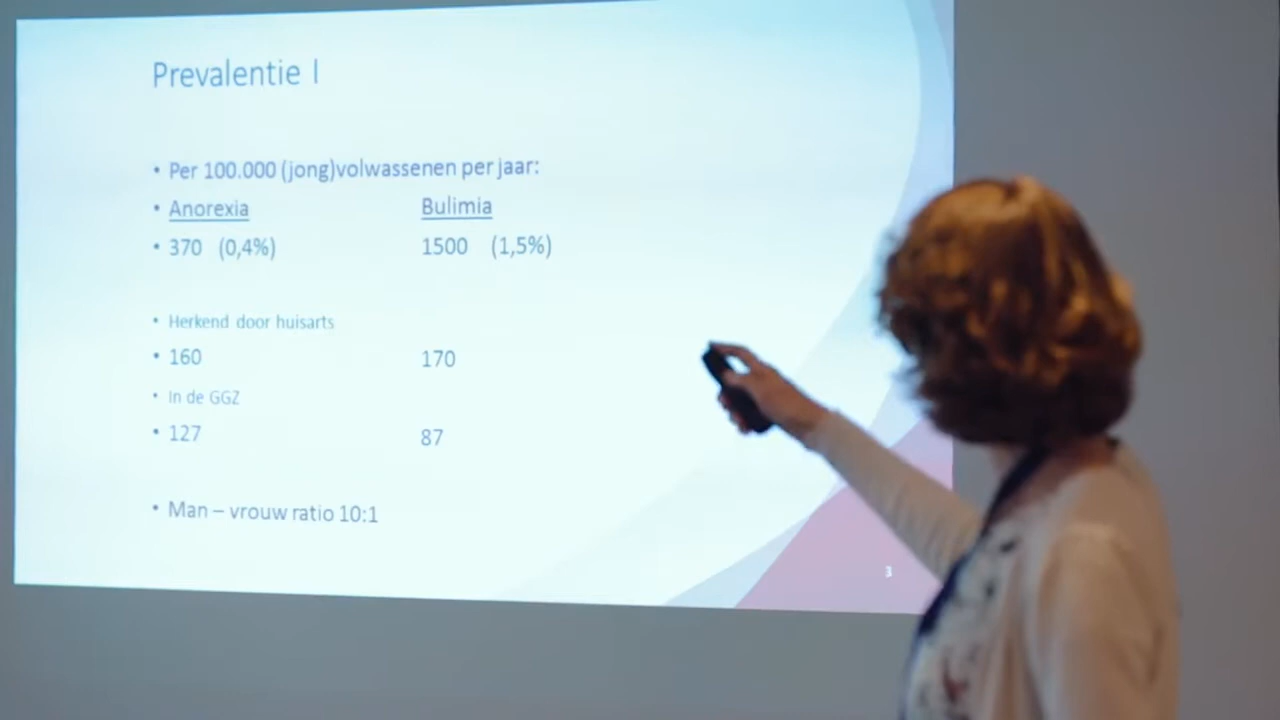 Prevalentie I
• Per 100.000 (jong)volwassenen per jaar:
• Anorexia Bulimia
• 370 (0,4%) 1500 (1,5%)
• Herkend door huisarts
• 160 170
• In de GGZ
• 127 87
• Man – vrouw ratio 10:1
3